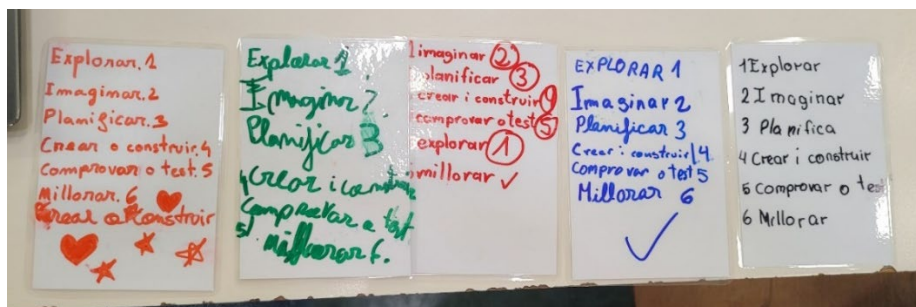 Explorar.1
Imaginar.2
Planificar.3
Crear o construir.4
Comprovar o test.5
Millorar.6
Crear o construir
Explorar 1.
Imaginar 2
Planificar 3
4 Crear i construir
Comprovar o test
5
millorar 6.
imaginar 2
planificar 3
crear i construir 4
comprovar o test 5
explorar 1
millorar
EXPLORAR 1
Imaginar 2
Planificar 3
Crear i construir 4
Comprovar o test 5
Millorar 6
1 Explorar
2 Imaginar
3 Planifica
4 Crear i construir
5 Comprovar o test
6 Millorar